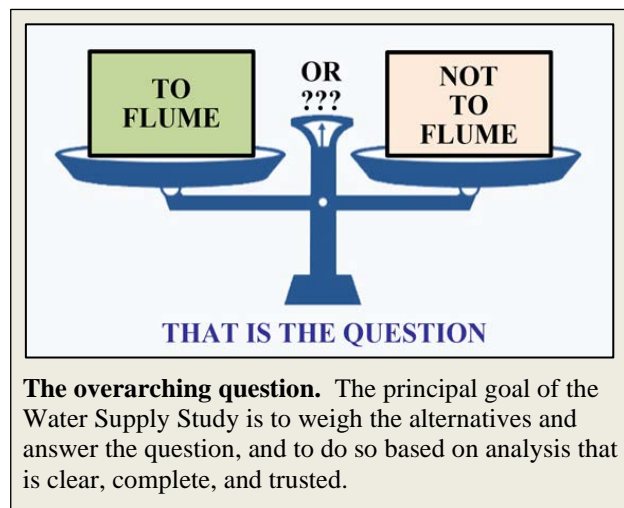 TO
FLUME
OR
???
NOT
TO
FLUME
THAT IS THE QUESTION
The overarching question. The principal goal of the
Water Supply Study is to weigh the alternatives and
answer the question, and to do so based on analysis that
is clear, complete, and trusted.